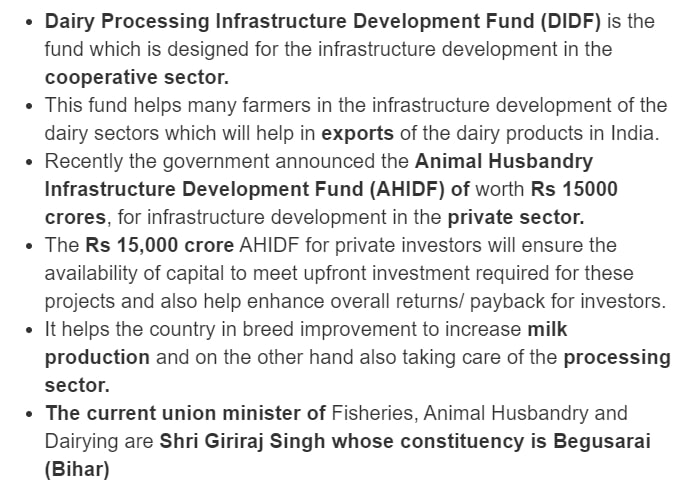 • Dairy Processing Infrastructure Development Fund (DIDF) is the
fund which is designed for the infrastructure development in the
cooperative sector.
• This fund helps many farmers in the infrastructure development of the
dairy sectors which will help in exports of the dairy products in India.
• Recently the government announced the Animal Husbandry
Infrastructure Development Fund (AHIDF) of worth Rs 15000
crores, for infrastructure development in the private sector.
• The Rs 15,000 crore AHIDF for private investors will ensure the
availability of capital to meet upfront investment required for these
projects and also help enhance overall returns/ payback for investors.
• It helps the country in breed improvement to increase milk
production and on the other hand also taking care of the processing
sector.
• The current union minister of Fisheries, Animal Husbandry and
Dairying are Shri Giriraj Singh whose constituency is Begusarai
(Bihar)